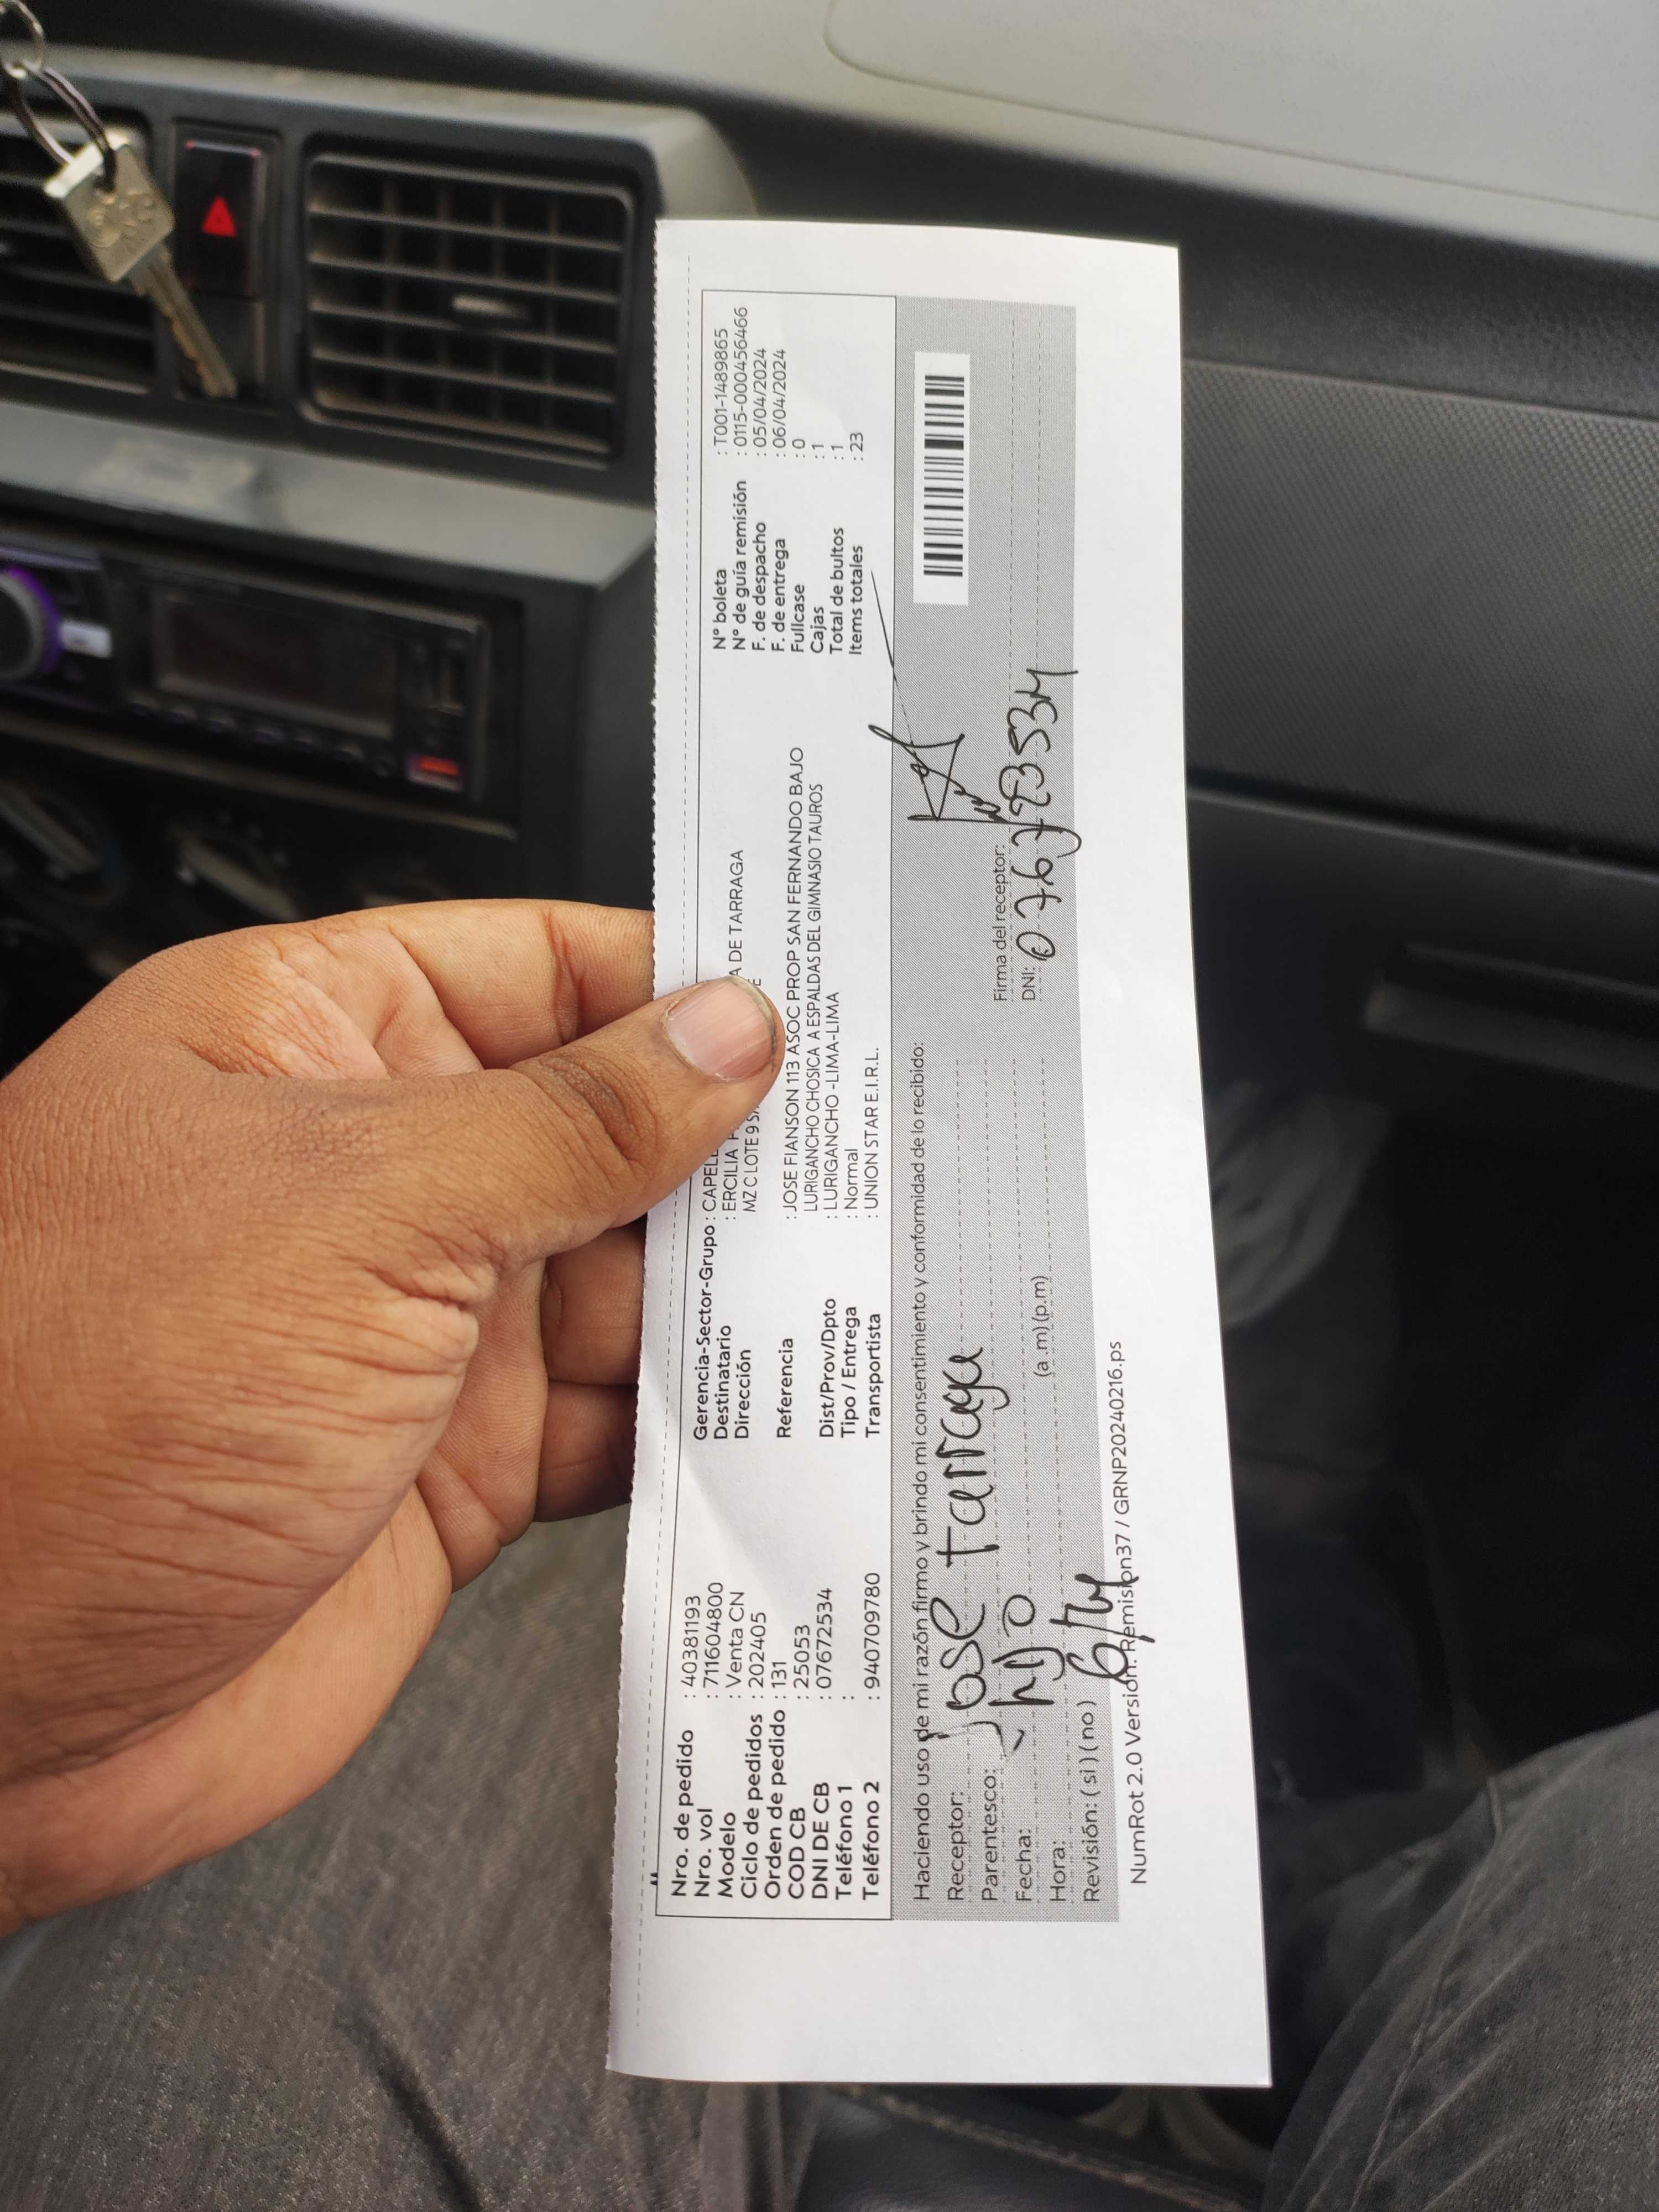 Nro. de pedido : 40381193
Nro. vol : 711604800
Modelo : Venta CN
Ciclo de pedidos : 202405
Orden de pedido : 131
COD CB : 25053
DNI DE CB : 07672534
Teléfono 1 :
Teléfono 2 : 940709780
Gerencia-Sector-Grupo : CAPEL
Destinatario : ERCILIA DE TARRAGA
Dirección MZ C LOTE 9
Referencia : JOSE FIANSON 113 ASOC PROP SAN FERNANDO BAJO
LURIGANCHO CHOSICA A ESPALDAS DEL GIMNASIO TAUROS
Dist/Prov/Dpto : LURIGANCHO -LIMA-LIMA
Tipo / Entrega : Normal
Transportista : UNION STAR E.I.R.L.
N° boleta : T001-1489865
N° de guía remisión : 0115-000456466
F. de despacho : 05/04/2024
F. de entrega : 06/04/2024
Fullcase : 0
Cajas : 1
Total de bultos : 1
Items totales : 23
Haciendo uso de mi razón firmo y brindo mi consentimiento y conformidad de lo recibido:
Receptor: Jose Tarraga
Parentesco: Hijo
Fecha:
Hora: (a .m) (p.m)
Revisión: ( si ) ( no )
Firma del receptor:
DNI:
NumRot 2.0 Versión: Remision37 / GRNP20240216.ps